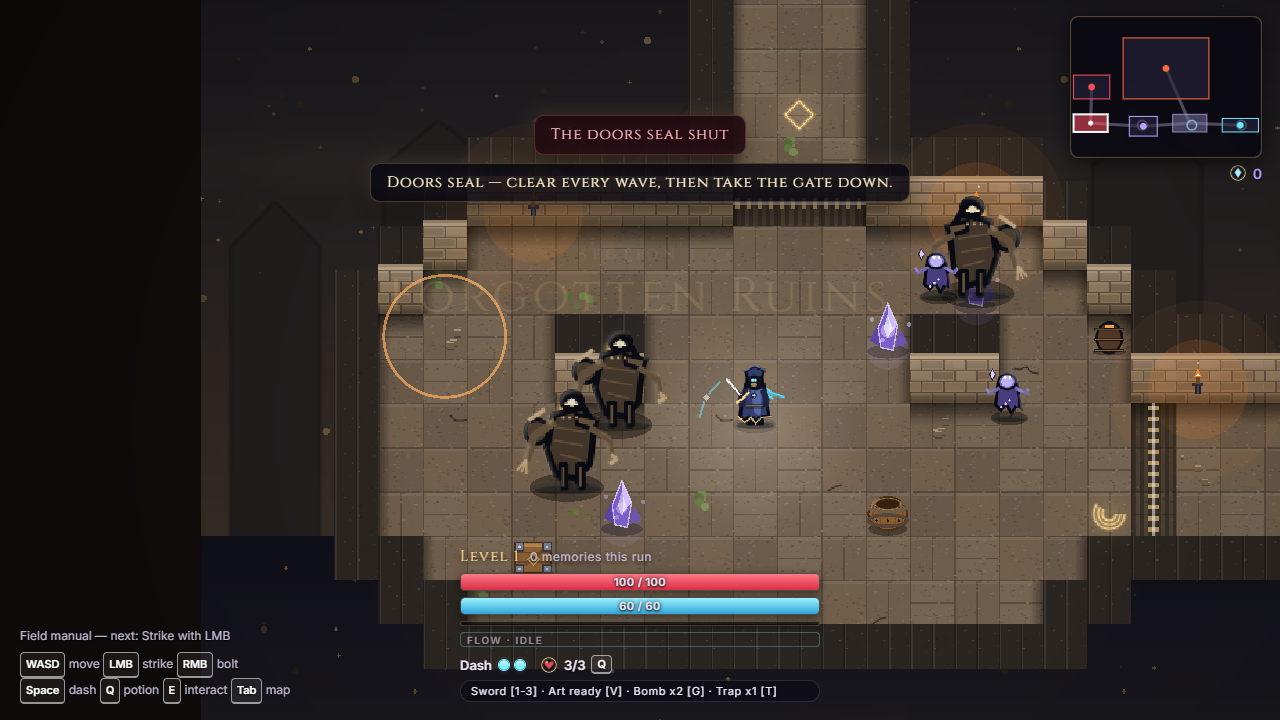 The doors seal shut
Doors seal — clear every wave, then take the gate down.
0
Forgotten Ruins
Level 1 0 memories this run
100 / 100
60 / 60
FLOW · IDLE
Dash 3/3 Q
Sword [1-3] · Art ready [V] · Bomb x2 [G] · Trap x1 [T]
Field manual — next: Strike with LMB
WASD move LMB strike RMB bolt
Space dash Q potion E interact Tab map